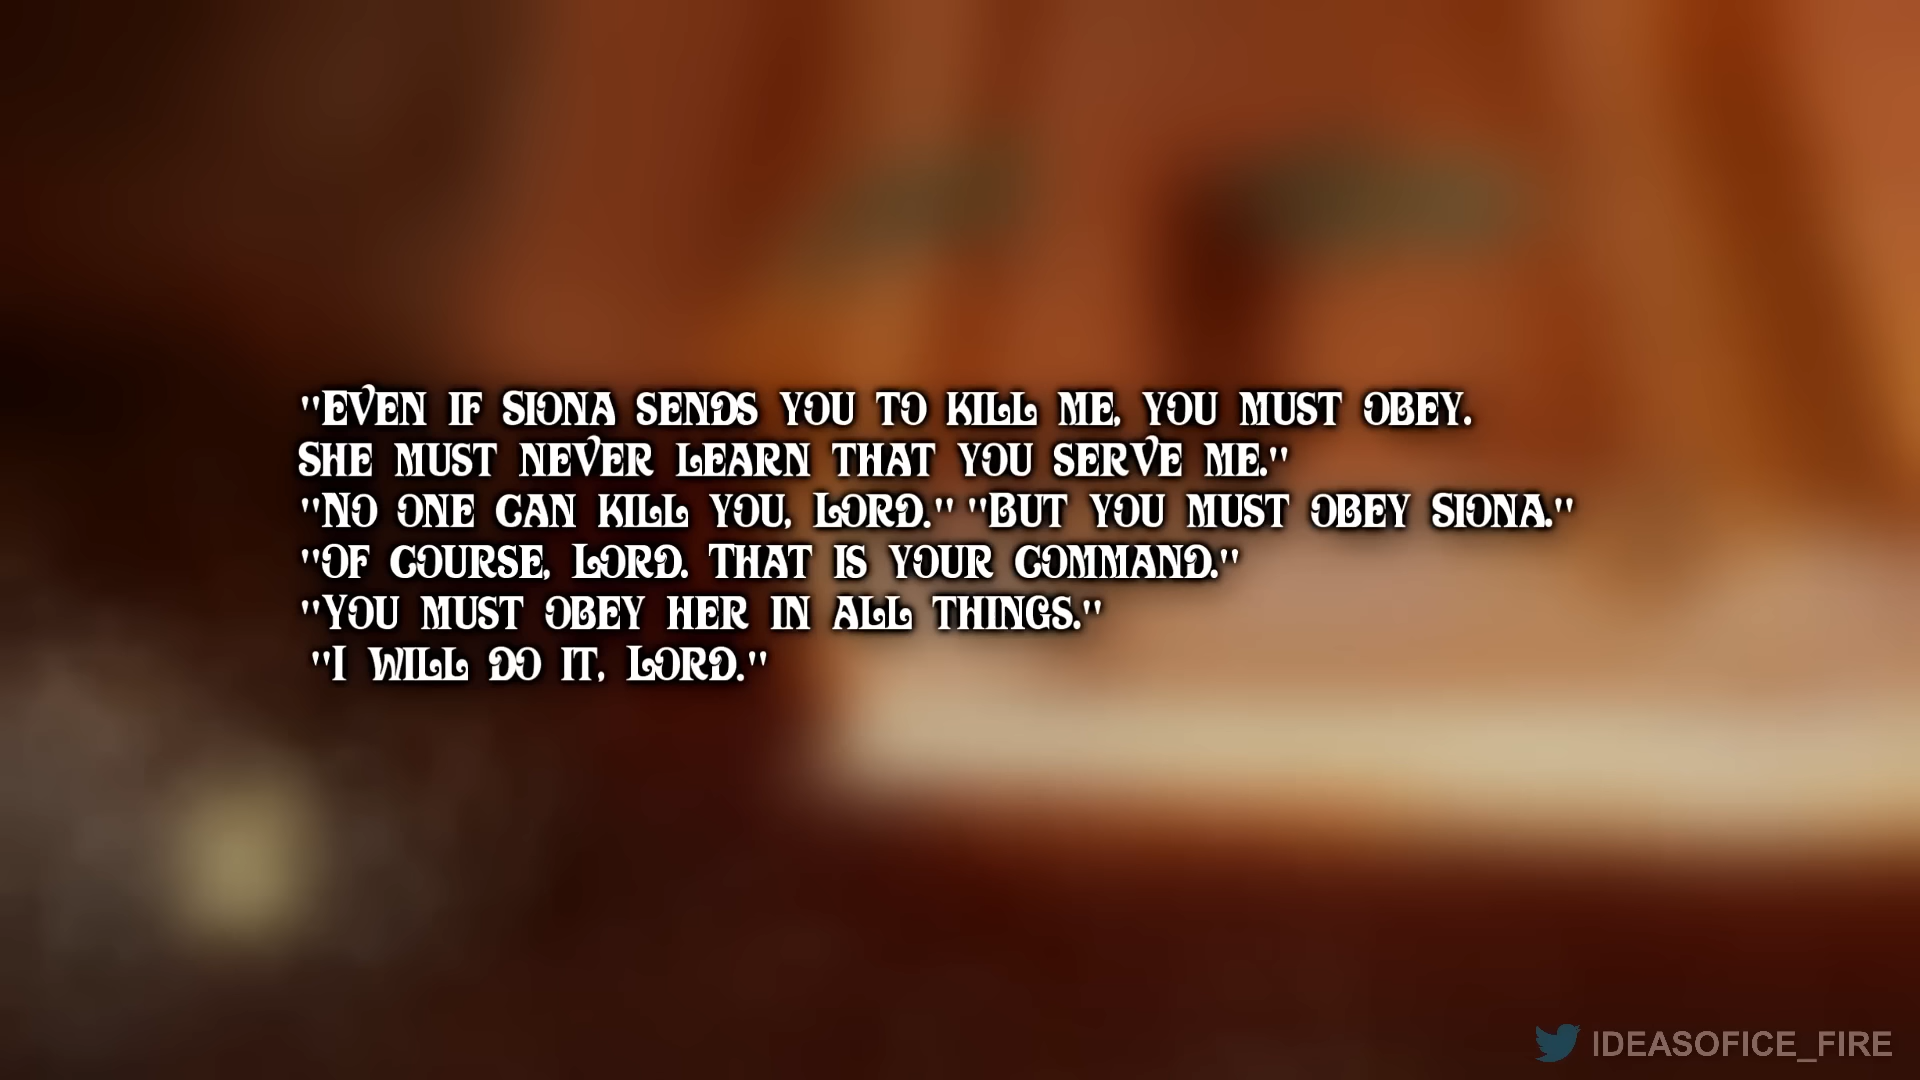 "Even if Siona sends you to kill me, you must obey.
She must never learn that you serve me."
"No one can kill you, Lord." "But you must obey Siona."
"Of course, Lord. That is your command."
"You must obey her in all things."
"I will do it, Lord."
IDEASOFICE_FIRE